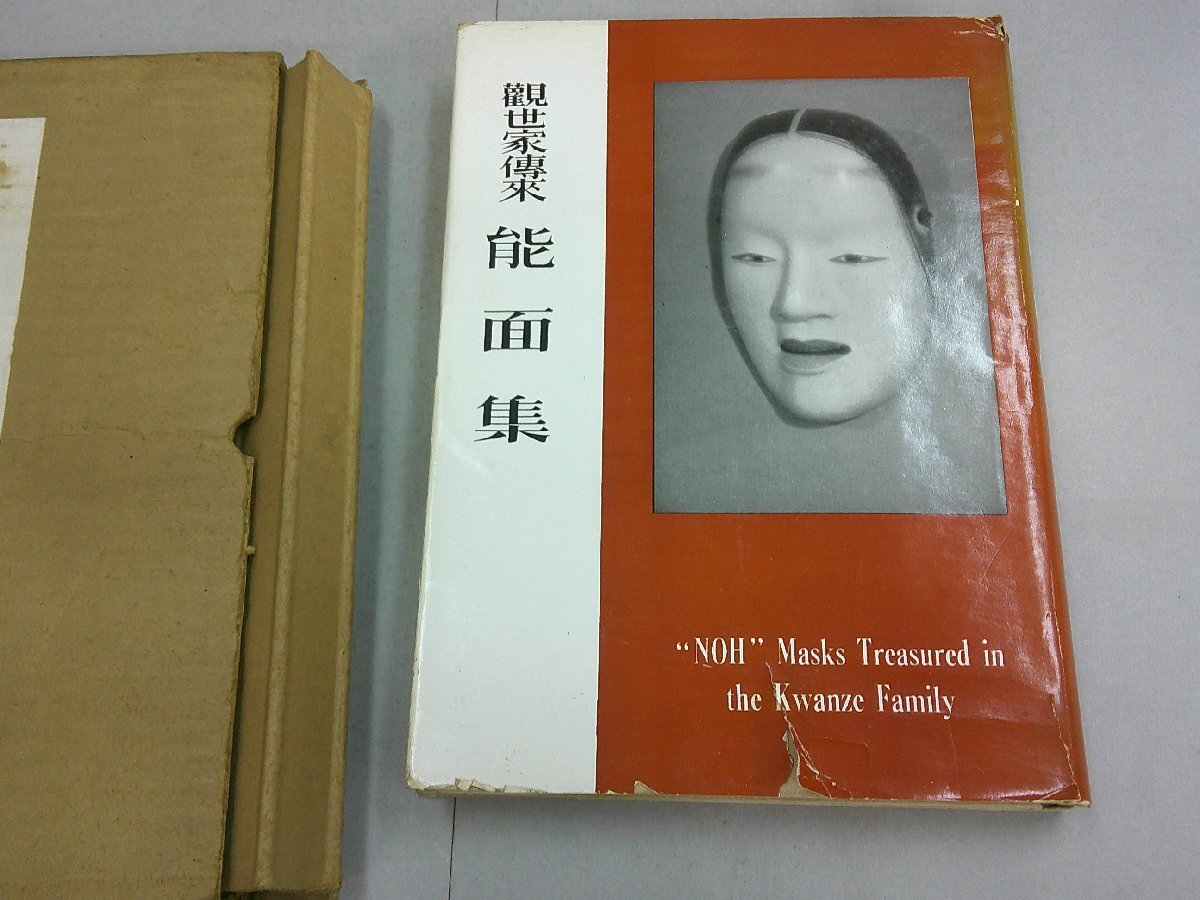 觀世家傳來 能面集
“NOH” Masks Treasured in
the Kwanze Family